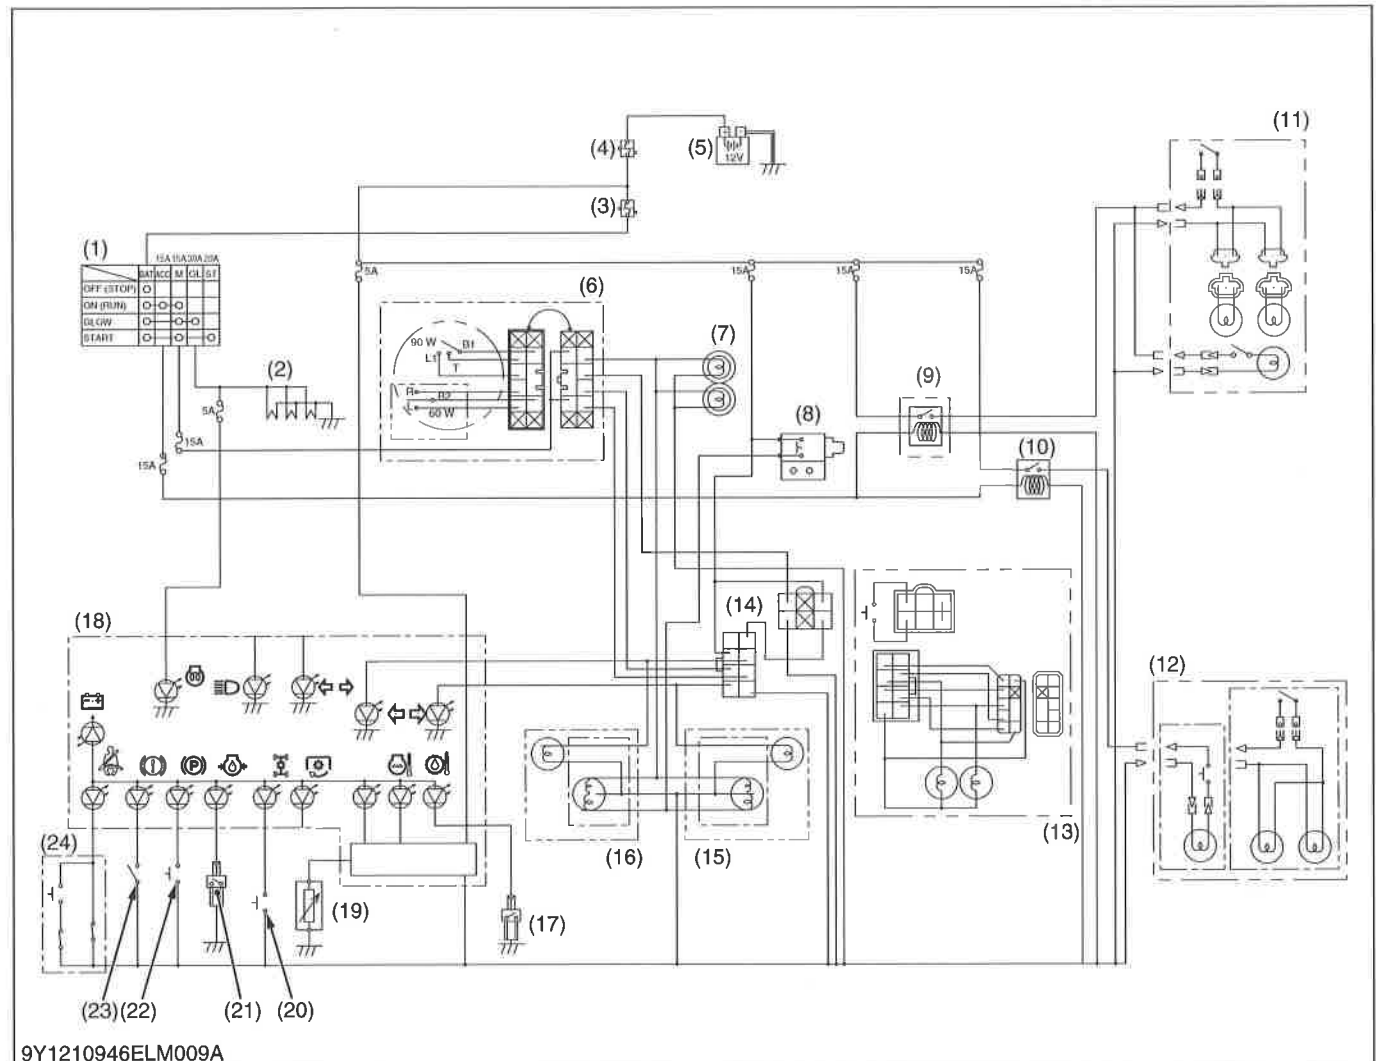 (11)
(4)
(5)
12V
(3)
(1)
15A 15A 30A 20A
BAT ACC M GL ST
OFF (STOP)
ON (RUN)
GLOW
START
5A
15A
15A
15A
(6)
90 W
B1
L1
T
R
B2
L
60 W
(7)
(9)
(8)
(2)
5A
15A
15A
(10)
(18)
(14)
(12)
P
(13)
(16)
(15)
(24)
(19)
(17)
(23)
(22)
(21)
(20)
9Y1210946ELM009A